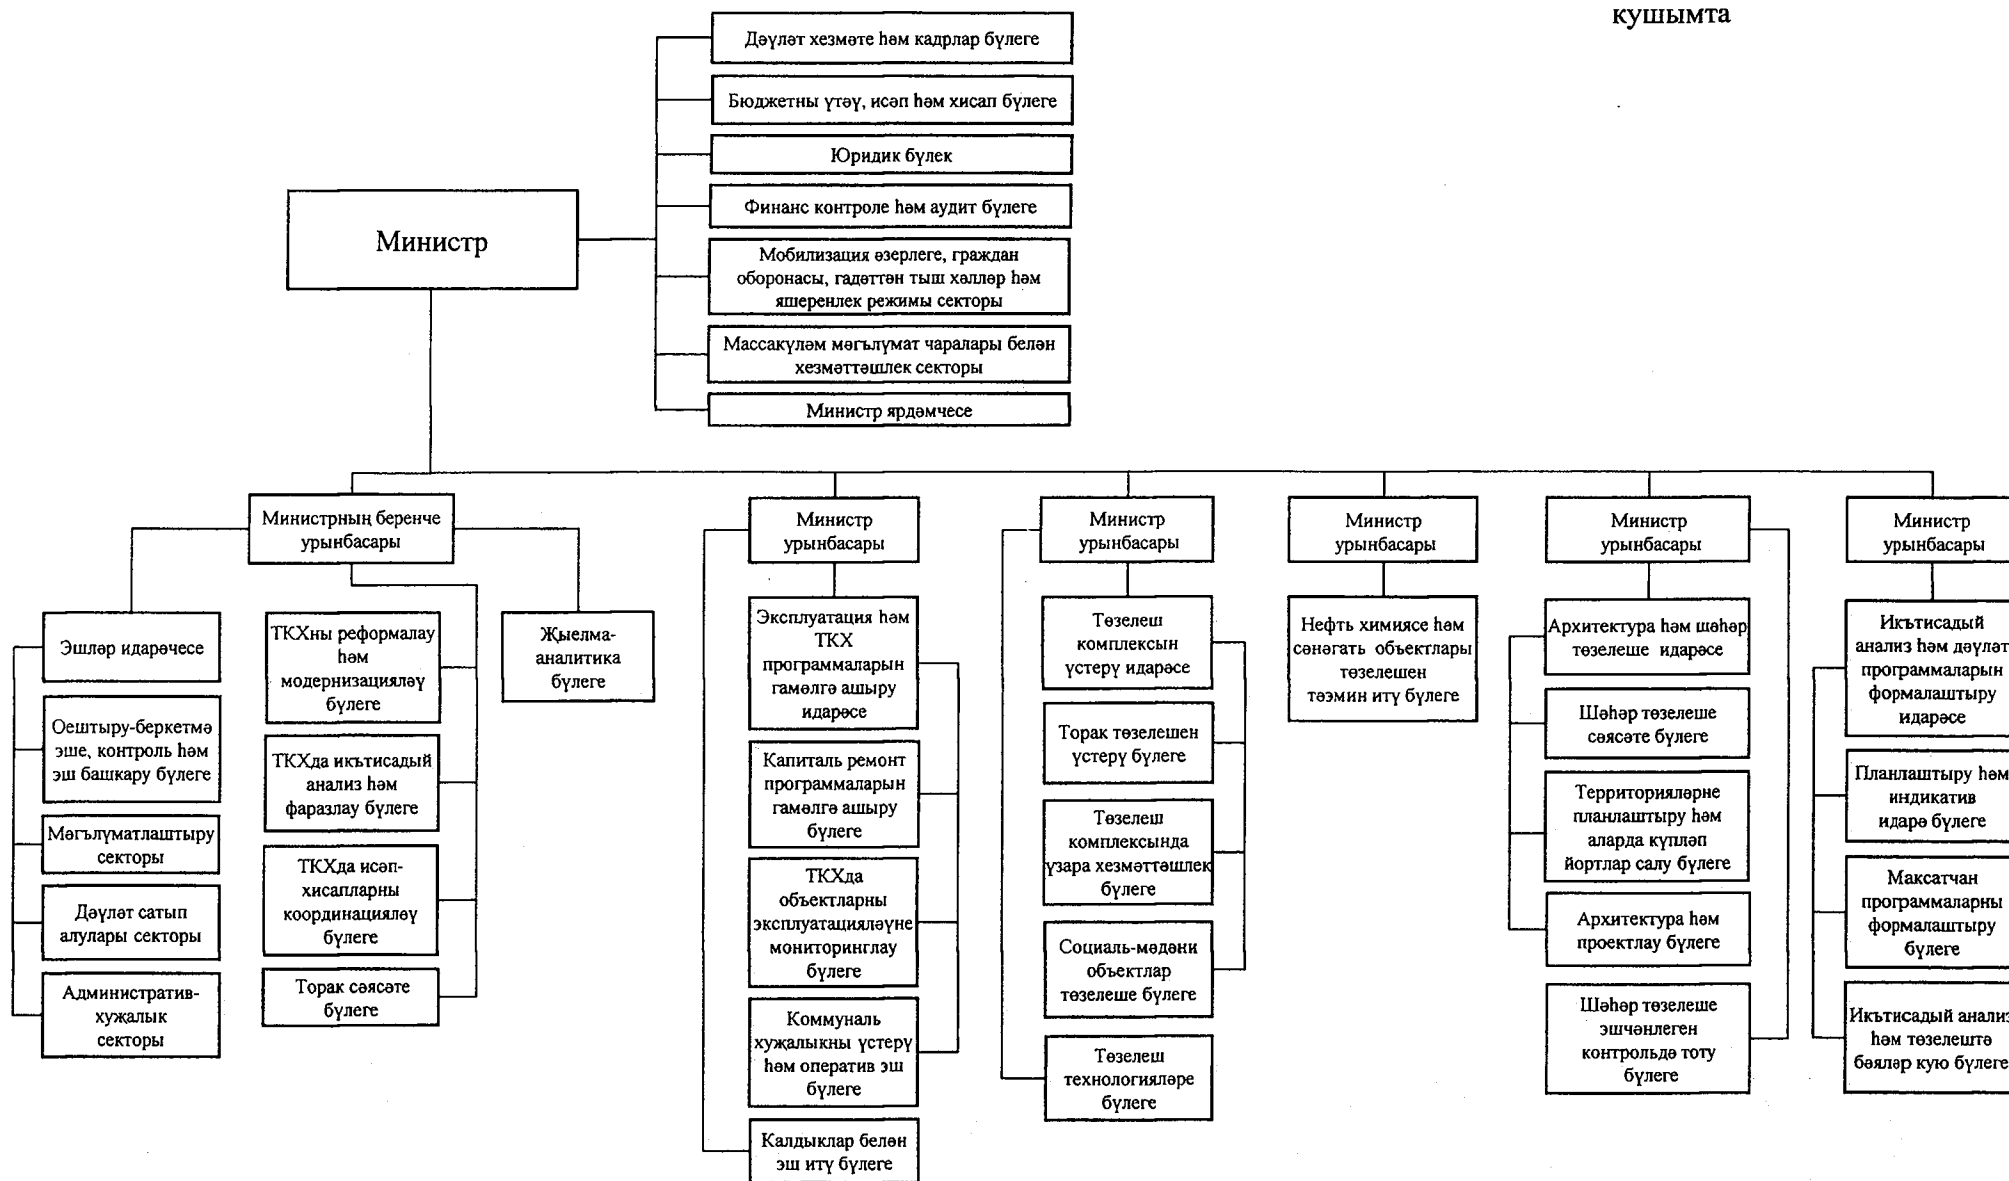 кушымта
Дәүләт хезмәте һәм кадрлар бүлеге
Бюджетны үтәү, исәп һәм хисап бүлеге
Юридик бүлек
Финанс контроле һәм аудит бүлеге
Министр
Мобилизация әзерлеге, граждан
оборонасы, гадәттән тыш хәлләр һәм
яшеренлек режимы секторы
Массакүләм мәгълүмат чаралары белән
хезмәттәшлек секторы
Министр ярдәмчесе
Министрның беренче
урынбасары
Министр
урынбасары
Министр
урынбасары
Министр
урынбасары
Министр
урынбасары
Министр
урынбасары
Эшләр идарәчесе
Оештыру-беркетмә
эше, контроль һәм
эш башкару бүлеге
Мәгълүматлаштыру
секторы
Дәүләт сатып
алулары секторы
Административ-
хуҗалык
секторы
ТКХны реформалау
һәм
модернизацияләү
бүлеге
ТКХда икътисадый
анализ һәм
фаразлау бүлеге
ТКХда исәп-
хисапларны
координацияләү
бүлеге
Торак сәясәте
бүлеге
Җыелма-
аналитика
бүлеге
Эксплуатация һәм
ТКХ
программаларын
гамәлгә ашыру
идарәсе
Капиталь ремонт
программаларын
гамәлгә ашыру
бүлеге
ТКХда
объектларны
эксплуатацияләүне
мониторинглау
бүлеге
Коммуналь
хуҗалыкны үстерү
һәм оператив эш
бүлеге
Калдыклар белән
эш итү бүлеге
Төзелеш
комплексын
үстерү идарәсе
Торак төзелешен
үстерү бүлеге
Төзелеш
комплексында
үзара хезмәттәшлек
бүлеге
Социаль-мәдәни
объектлар
төзелеше бүлеге
Төзелеш
технологияләре
бүлеге
Нефть химиясе һәм
сәнәгать объектлары
төзелешен
тәэмин итү бүлеге
Архитектура һәм шәһәр
төзелеше идарәсе
Шәһәр төзелеше
сәясәте бүлеге
Территорияләрне
планлаштыру һәм
аларда күпләп
йортлар салу бүлеге
Архитектура һәм
проектлау бүлеге
Шәһәр төзелеше
эшчәнлеген
контрольдә тоту
бүлеге
Икътисадый
анализ һәм дәүләт
программаларын
формалаштыру
идарәсе
Планлаштыру һәм
индикатив
идарә бүлеге
Максатчан
программаларны
формалаштыру
бүлеге
Икътисадый анализ
һәм төзелештә
бәяләр кую бүлеге